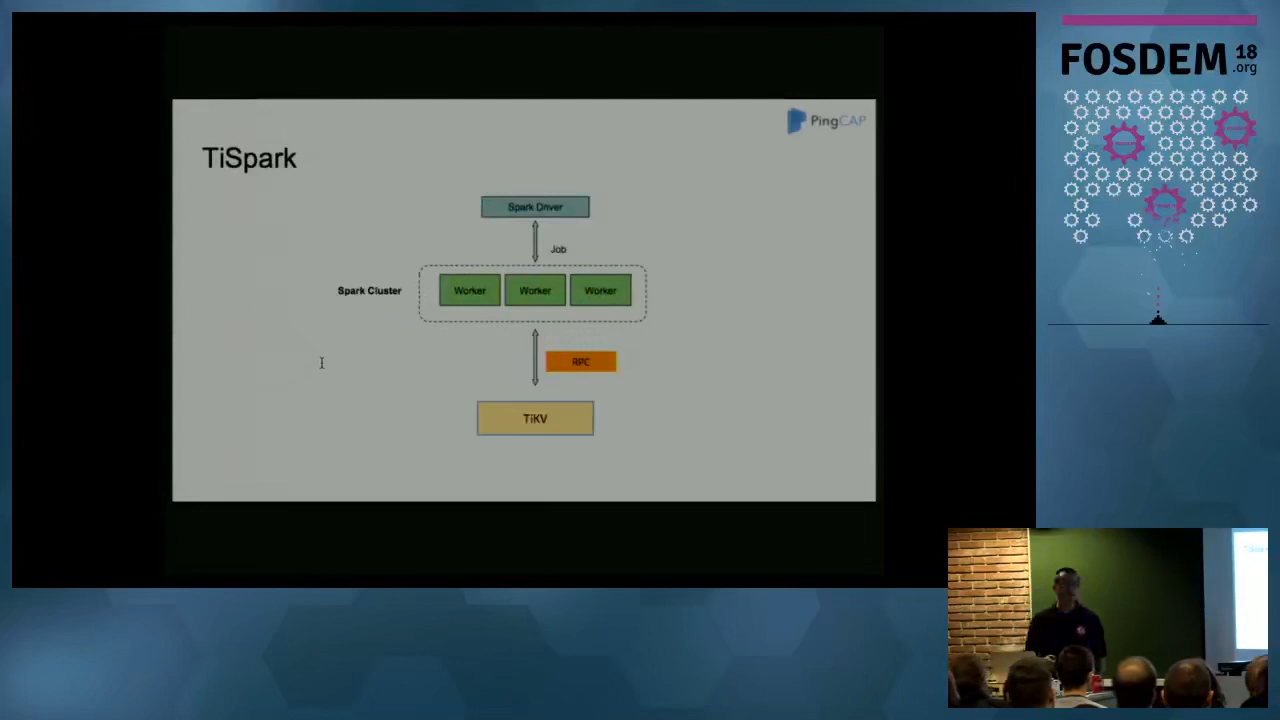 FOSDEM 18
.org
PingCAP
TiSpark
Spark Driver
Job
Spark Cluster
Worker Worker Worker
RPC
TiKV